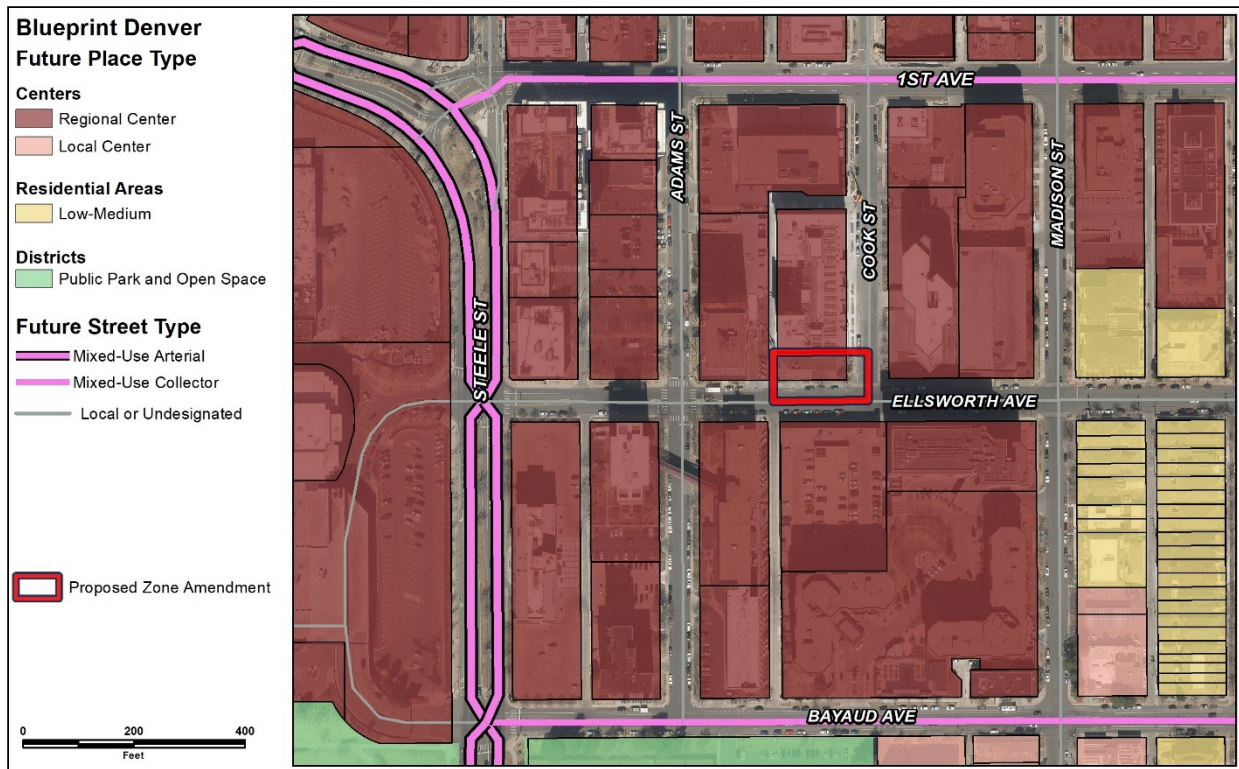 Blueprint Denver
Future Place Type
Centers
Regional Center
Local Center
Residential Areas
Low-Medium
Districts
Public Park and Open Space
Future Street Type
Mixed-Use Arterial
Mixed-Use Collector
Local or Undesignated
Proposed Zone Amendment
0 200 400
Feet
1ST AVE
ADAMS ST
COOK ST
MADISON ST
STEELE ST
ELLSWORTH AVE
BAYAUD AVE